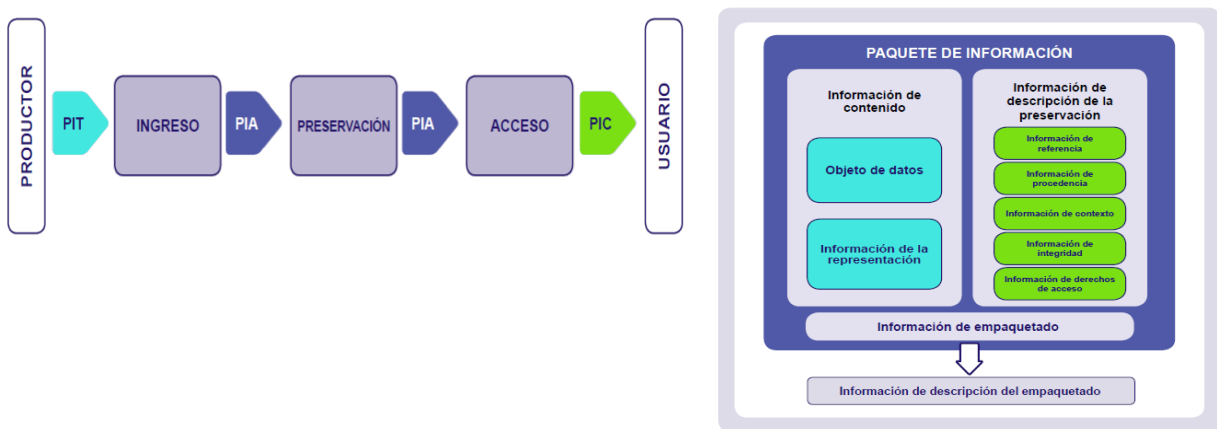 PRODUCTOR
PIT
INGRESO
PIA
PRESERVACIÓN
PIA
ACCESO
PIC
USUARIO
PAQUETE DE INFORMACIÓN
Información de
contenido
Objeto de datos
Información de la
representación
Información de
descripción de la
preservación
Información de
referencia
Información de
procedencia
Información de contexto
Información de
integridad
Información de derechos
de acceso
Información de empaquetado
Información de descripción del empaquetado